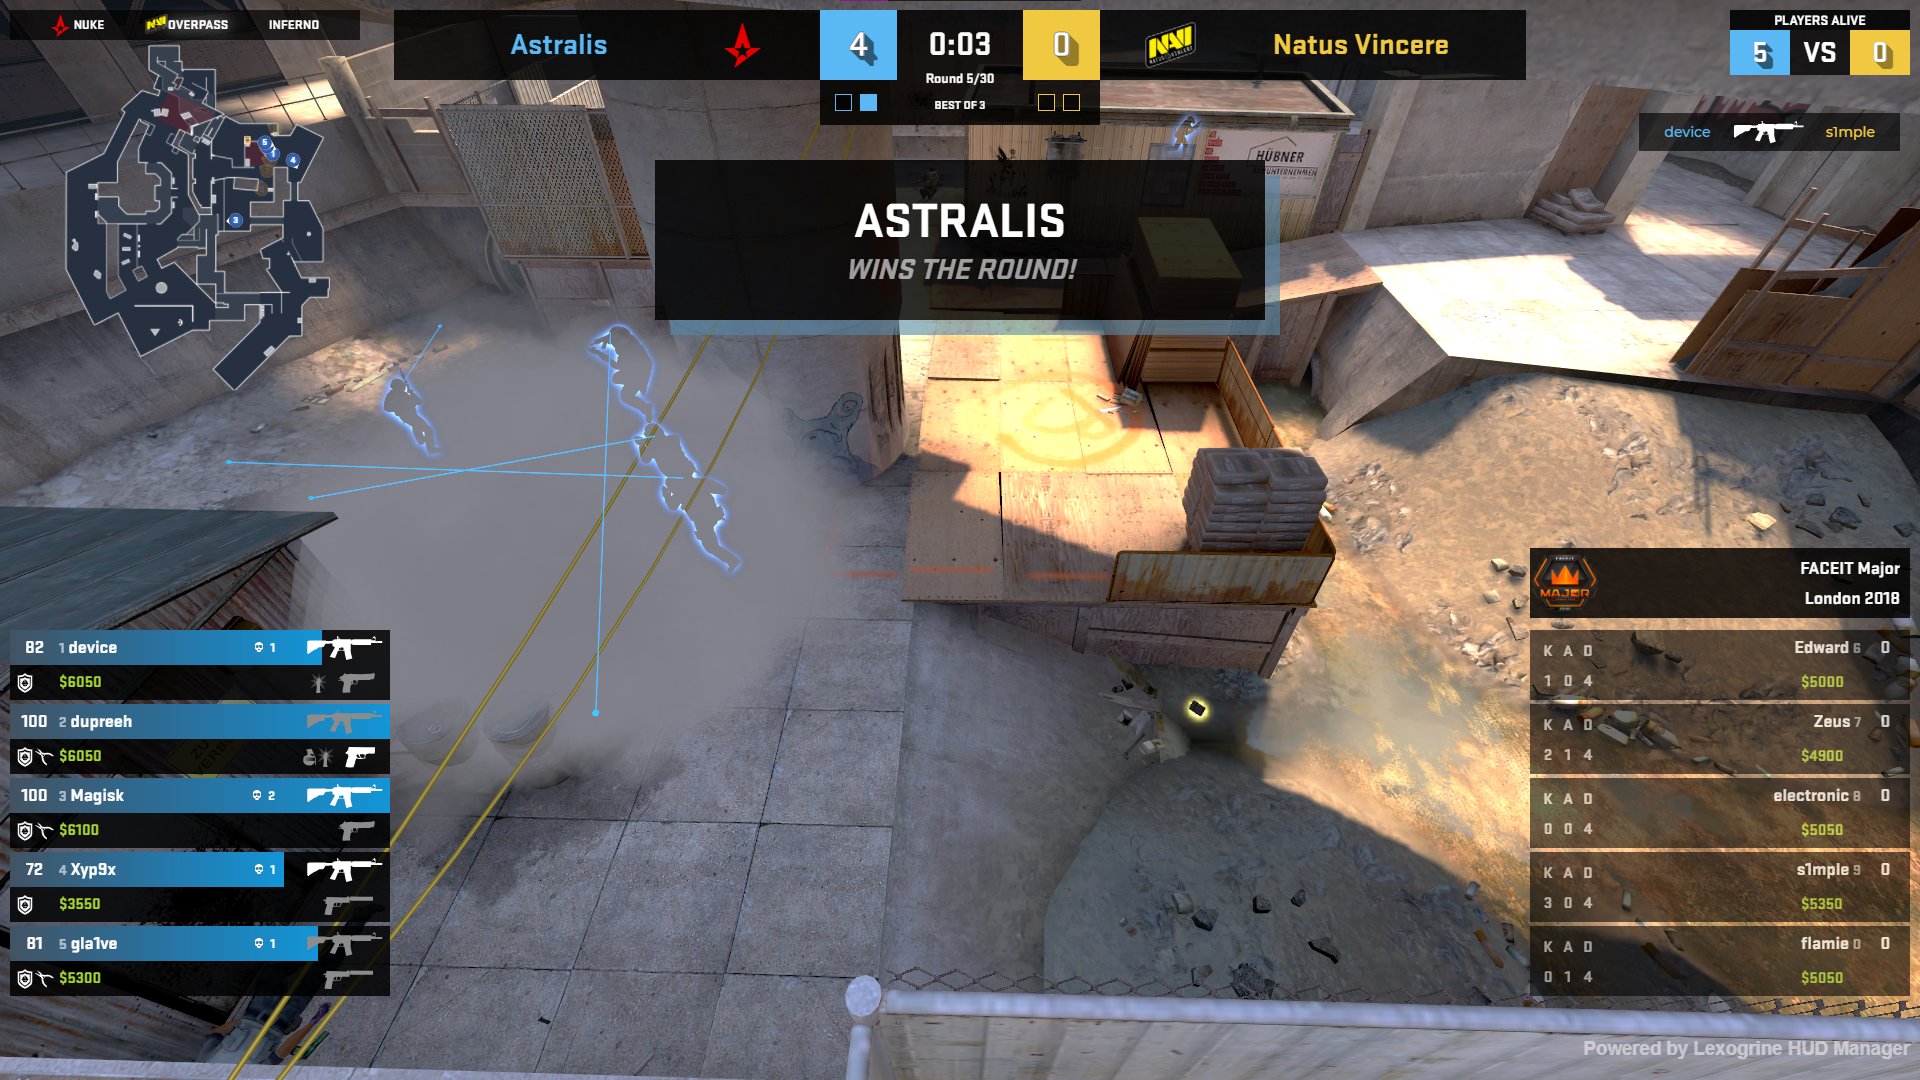 NUKE
OVERPASS
INFERNO
Astralis
4
0:03
0
Natus Vincere
Round 5/30
BEST OF 3
PLAYERS ALIVE
5 VS 0
device
s1mple
HÜBNER
ASTRALIS
WINS THE ROUND!
FACEIT Major
London 2018
MAJOR
82 1 device 1
$6050
100 2 dupreeh
$6050
100 3 Magisk 2
$6100
72 4 Xyp9x 1
$3550
81 5 gla1ve 1
$5300
K A D Edward 6 0
1 0 4 $5000
K A D Zeus 7 0
2 1 4 $4900
K A D electronic 8 0
0 0 4 $5050
K A D s1mple 9 0
3 0 4 $5350
K A D flamie 0 0
0 1 4 $5050
Powered by Lexogrine HUD Manager